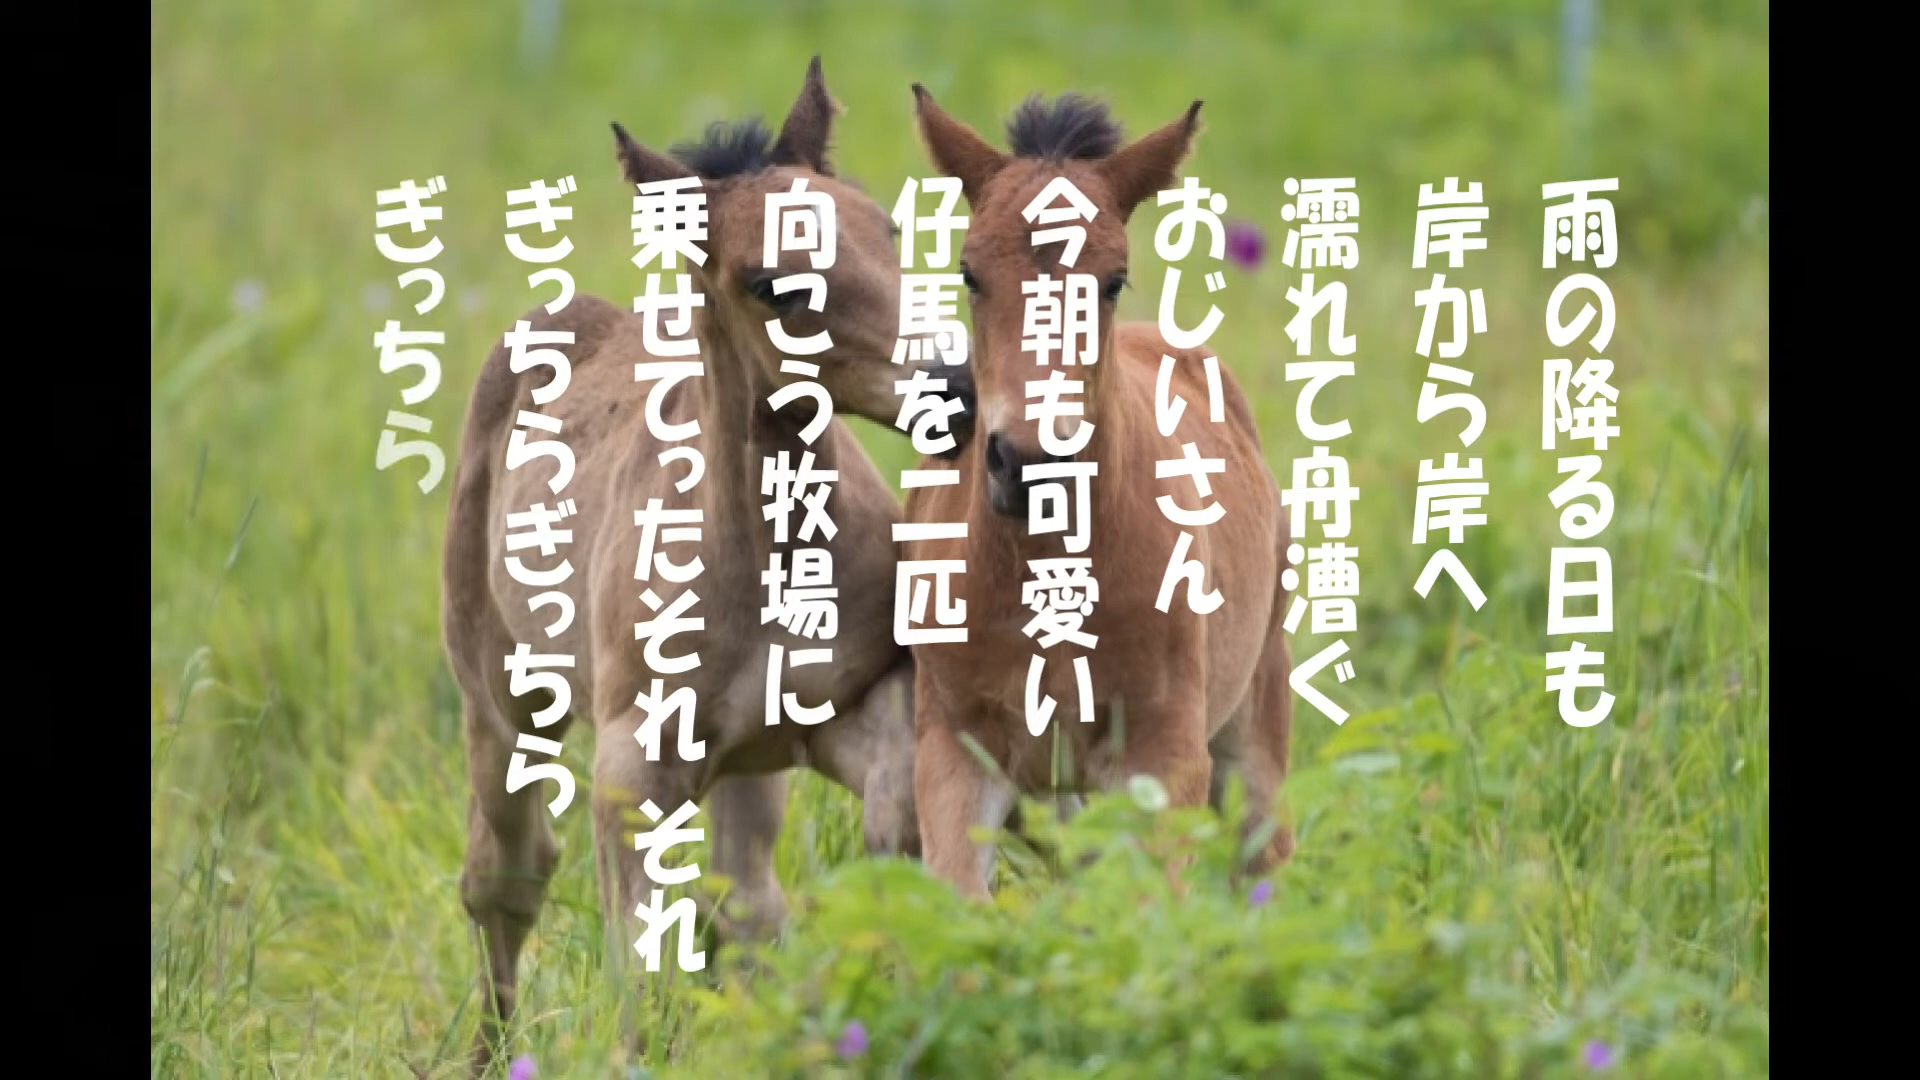 雨の降る日も
岸から岸へ
濡れて舟漕ぐ
おじいさん
今朝も可愛い
仔馬を二匹
向こう牧場に
乗せてったそれ それ
ぎっちらぎっちら
ぎっちら